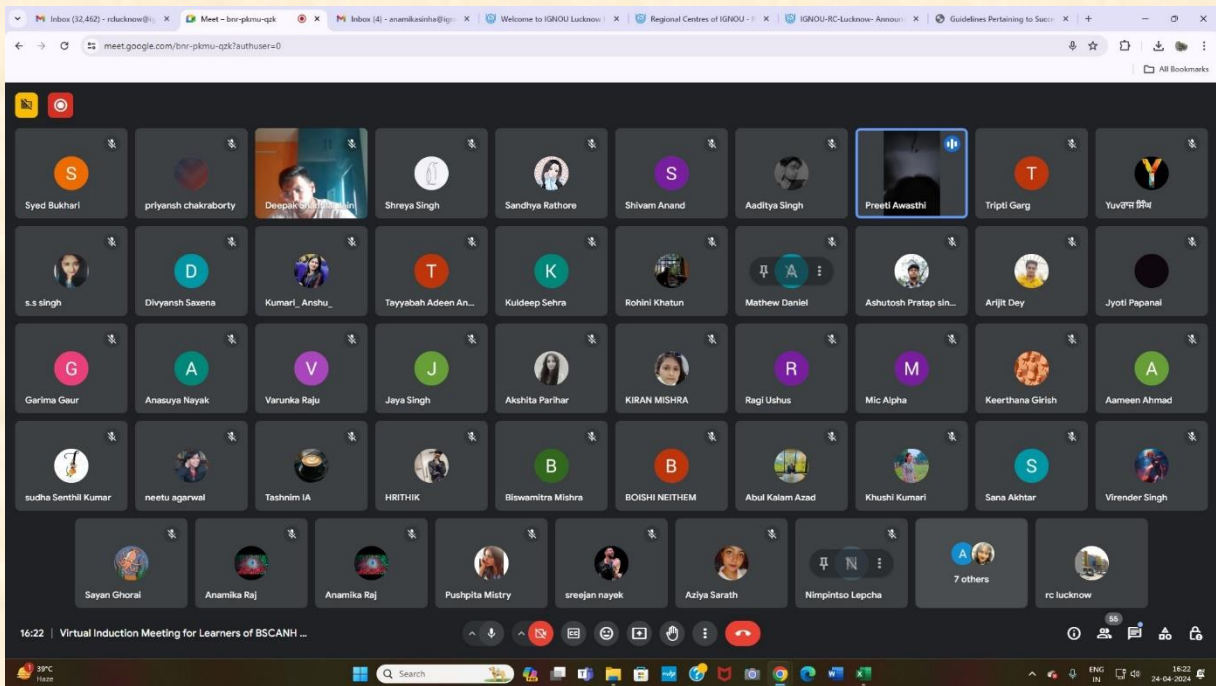 Inbox (32,462) - rclucknow@ig
Meet – bnr-pkmu-qzk
Inbox (4) - anamikasinha@ign
Welcome to IGNOU Lucknow
Regional Centres of IGNOU -
IGNOU-RC-Lucknow- Announ
Guidelines Pertaining to Succe
meet.google.com/bnr-pkmu-qzk?authuser=0
All Bookmarks
S
S
T
Y
Syed Bukhari
priyansh chakraborty
Deepak
Shreya Singh
Sandhya Rathore
Shivam Anand
Aaditya Singh
Preeti Awasthi
Tripti Garg
Yuvराज सिंघ
D
T
K
A
s.s singh
Divyansh Saxena
Kumari_ Anshu_
Tayyabah Adeen An...
Kuldeep Sehra
Rohini Khatun
Mathew Daniel
Ashutosh Pratap sin...
Arijit Dey
Jyoti Papanai
G
A
V
J
R
M
A
Garima Gaur
Anasuya Nayak
Varunka Raju
Jaya Singh
Akshita Parihar
KIRAN MISHRA
Ragi Ushus
Mic Alpha
Keerthana Girish
Aameen Ahmad
B
B
S
sudha Senthil Kumar
neetu agarwal
Tashnim IA
HRITHIK
Biswamitra Mishra
BOISHI NEITHEM
Abul Kalam Azad
Khushi Kumari
Sana Akhtar
Virender Singh
N
A
Sayan Ghorai
Anamika Raj
Anamika Raj
Pushpita Mistry
sreejan nayek
Aziya Sarath
Nimpintso Lepcha
7 others
rc lucknow
16:22 | Virtual Induction Meeting for Learners of BSCANH ...
55
39°C
Haze
Search
ENG
IN
16:22
24-04-2024